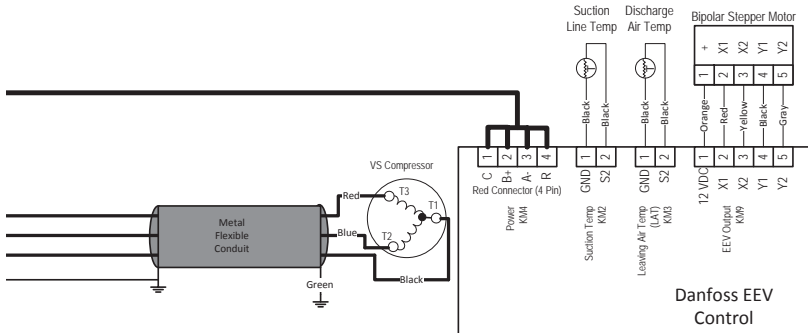 Suction
Line Temp
Discharge
Air Temp
Bipolar Stepper Motor
+ X1 X2 Y1 Y2
1 2 3 4 5
Black Black
Black Black
Orange Red Yellow Black Gray
1 2 3 4
C B+ A- R
Red Connector (4 Pin)
Power
KM4
1 2
GND S2
Suction Temp
KM2
1 2
GND S2
Leaving Air Temp
(LAT)
KM3
1 2 3 4 5
12 VDC X1 X2 Y1 Y2
EEV Output
KM9
VS Compressor
Red
T3
T1
Blue
T2
Black
Metal
Flexible
Conduit
Green
Danfoss EEV
Control